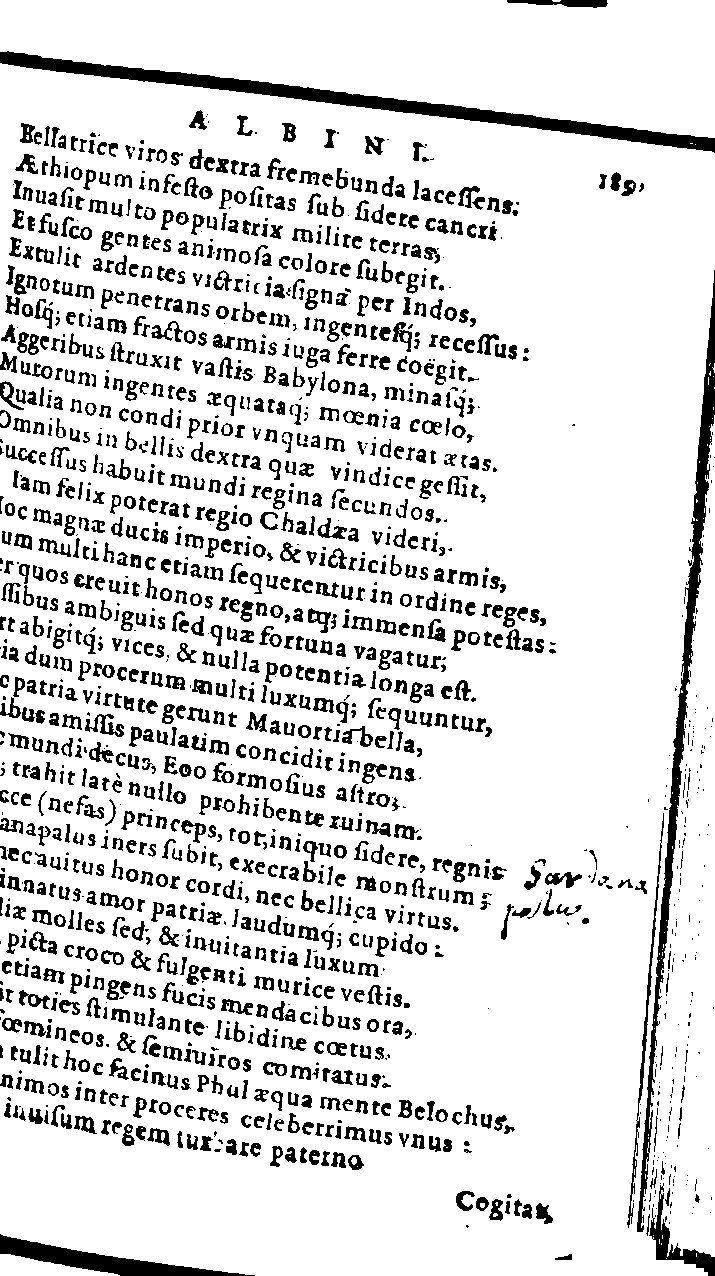 ALBINI. 189,
Bellatrice viros dextra fremebunda lacessens:
Æthiopum infesto positas sub sidere cancri
Inuasit multo populatrix milite terras,
Et fusco gentes animosa colore subegit.
Extulit ardentes victricia signa per Indos,
Ignotum penetrans orbem, ingentesq́; recessus:
Hosq́; etiam fractos armis iuga ferre coëgit.
Aggeribus struxit vastis Babylona, minasq́;
Murorum ingentes æquataq́; mœnia cœlo,
Qualia non condi prior vnquam viderat ætas.
Omnibus in bellis dextra quæ vindice gessit,
Successus habuit mundi regina secundos.
Iam felix poterat regio Chaldæa videri,
Hoc magnæ ducis imperio, & victricibus armis,
um multi hanc etiam sequerentur in ordine reges,
er quos creuit honos regno, atq; immensa potestas:
ssibus ambiguis sed quæ fortuna vagatur;
rt abigitq́; vices, & nulla potentia longa est.
ia dum procerum multi luxumq́; sequuntur,
c patria virtute gerunt Mauortia bella,
ibus amissis paulatim concidit ingens
c mundi decus, Eoo formosius astro;
; trahit latè nullo prohibente ruinam.
cce (nefas) princeps, tot, iniquo sidere, regnis
anapalus iners subit, execrabile monstrum;
nec auitus honor cordi, nec bellica virtus.
innatus amor patriæ laudumq́; cupido:
liæ molles sed, & inuitantia luxum
picta croco & fulgenti murice vestis.
etiam pingens fucis mendacibus ora,
it toties stimulante libidine cœtus
fœmineos. & semiuiros comitatus.
tulit hoc facinus Phul æqua mente Belochus,
nimos inter proceres celeberrimus vnus:
inuisum regem turbare paterno
Cogitat,
Sardana
pallus.